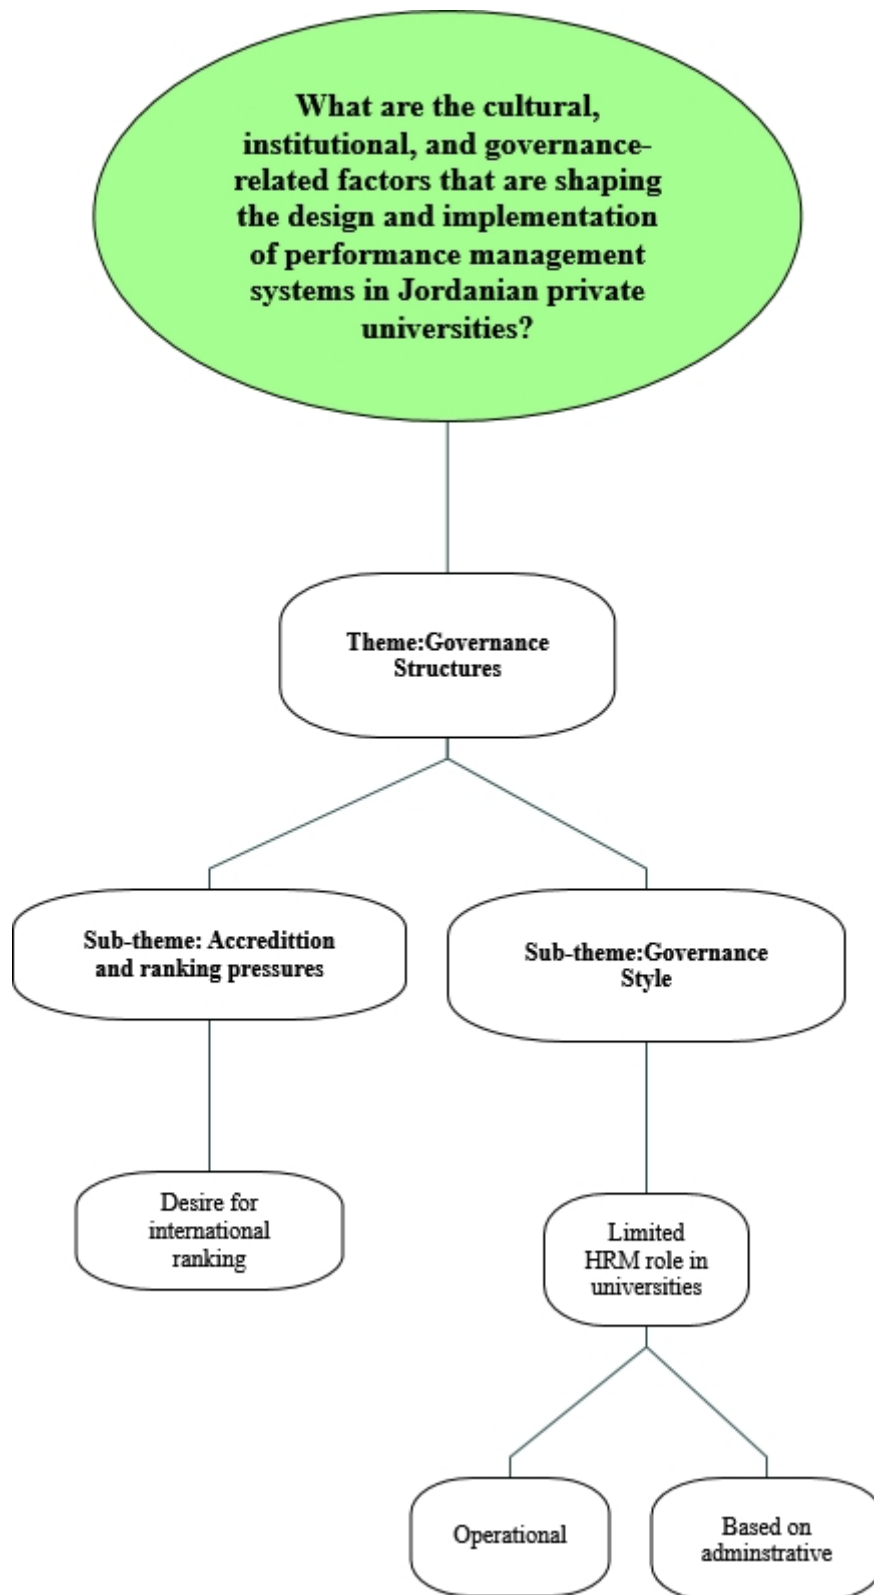 What are the cultural,
institutional, and governance-
related factors that are shaping
the design and implementation
of performance management
systems in Jordanian private
universities?
Theme:Governance
Structures
Sub-theme: Accredittion
and ranking pressures
Sub-theme:Governance
Style
Desire for
international
ranking
Limited
HRM role in
universities
Operational
Based on
adminstrative